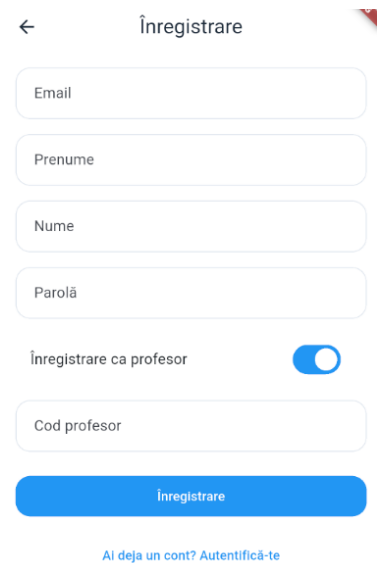 Înregistrare
Email
Prenume
Nume
Parolă
Înregistrare ca profesor
Cod profesor
Înregistrare
Ai deja un cont? Autentifică-te